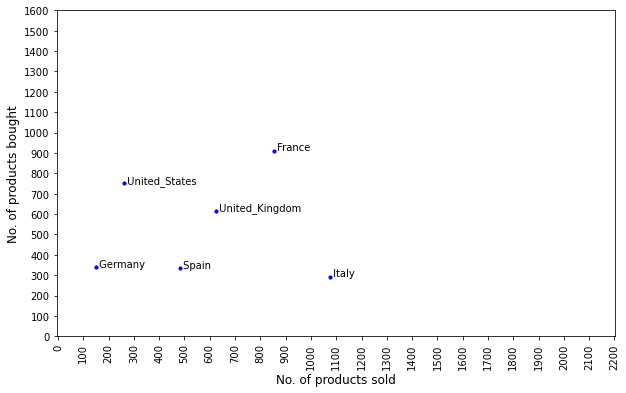 1600
1500
1400
1300
1200
1100
1000
900
800
700
600
500
400
300
200
100
0
No. of products bought
France
United_States
United_Kingdom
Germany
Spain
Italy
0 100 200 300 400 500 600 700 800 900 1000 1100 1200 1300 1400 1500 1600 1700 1800 1900 2000 2100 2200
No. of products sold